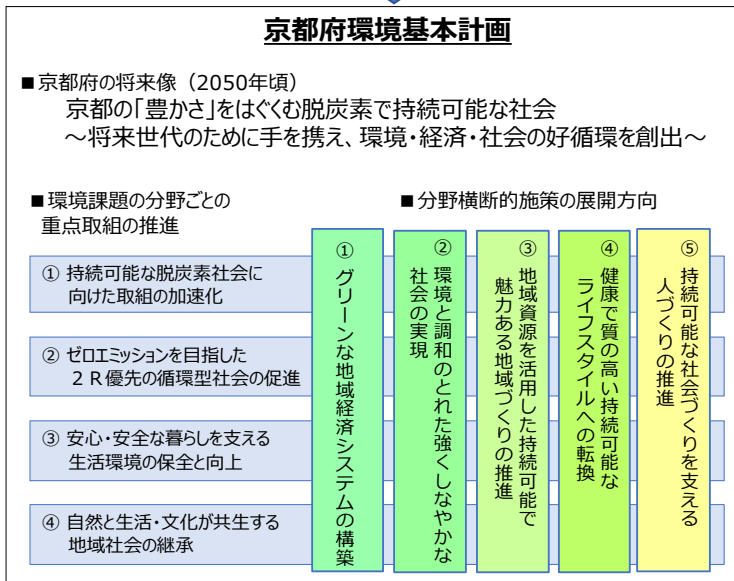 京都府環境基本計画
■京都府の将来像（2050年頃）
京都の「豊かさ」をはぐくむ脱炭素で持続可能な社会
～将来世代のために手を携え、環境・経済・社会の好循環を創出～
■環境課題の分野ごとの
重点取組の推進
① 持続可能な脱炭素社会に
向けた取組の加速化
② ゼロエミッションを目指した
２Ｒ優先の循環型社会の促進
③ 安心・安全な暮らしを支える
生活環境の保全と向上
④ 自然と生活・文化が共生する
地域社会の継承
■分野横断的施策の展開方向
① グリーンな地域経済システムの構築
② 環境と調和のとれた強くしなやかな
社会の実現
③ 地域資源を活用した持続可能で
魅力ある地域づくりの推進
④ 健康で質の高い持続可能な
ライフスタイルへの転換
⑤ 持続可能な社会づくりを支える
人づくりの推進